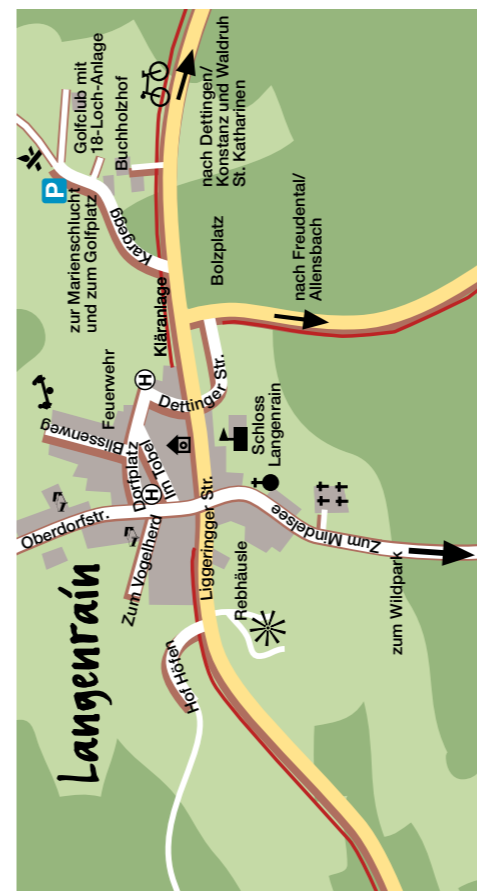 Langenrain
Golfclub mit
18-Loch-Anlage
Buchholzhof
P
zur Marienschlucht
und zum Golfplatz
Kargegg
nach Dettingen/
Konstanz und Waldruh
St. Katharinen
Bolzplatz
nach Freudental/
Allensbach
Kläranlage
Feuerwehr
Blissenweg
H
Dettinger Str.
Dorfplatz
Im Tobel
H
Schloss
Langenrain
Oberdorfstr.
Zum Vogelherd
Liggeringger Str.
Rebhäusle
Zum Mindelsee
zum Wildpark
Hof Höfen